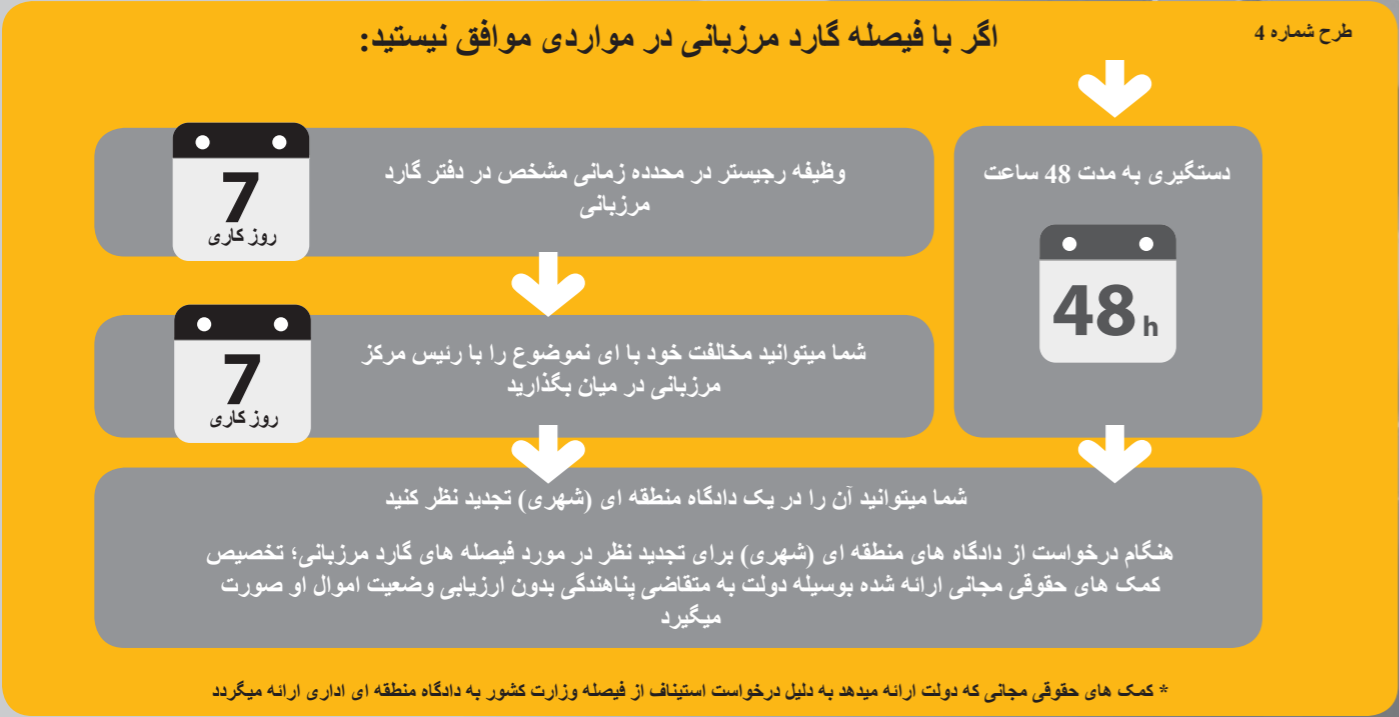 طرح شماره 4
اگر با فیصله گارد مرزبانی در مواردی موافق نیستید:
دستگیری به مدت 48 ساعت
48 h
وظیفه رجیستر در محدده زمانی مشخص در دفتر گارد
مرزبانی
7
روز کاری
شما میتوانید مخالفت خود با ای نموضوع را با رئیس مرکز
مرزبانی در میان بگذارید
7
روز کاری
شما میتوانید آن را در یک دادگاه منطقه ای (شهری) تجدید نظر کنید
هنگام درخواست از دادگاه های منطقه ای (شهری) برای تجدید نظر در مورد فیصله های گارد مرزبانی؛ تخصیص
کمک های حقوقی مجانی ارائه شده بوسیله دولت به متقاضی پناهندگی بدون ارزیابی وضعیت اموال او صورت
میگیرد
* کمک های حقوقی مجانی که دولت ارائه میدهد به دلیل درخواست استیناف از فیصله وزارت کشور به دادگاه منطقه ای اداری ارائه میگردد